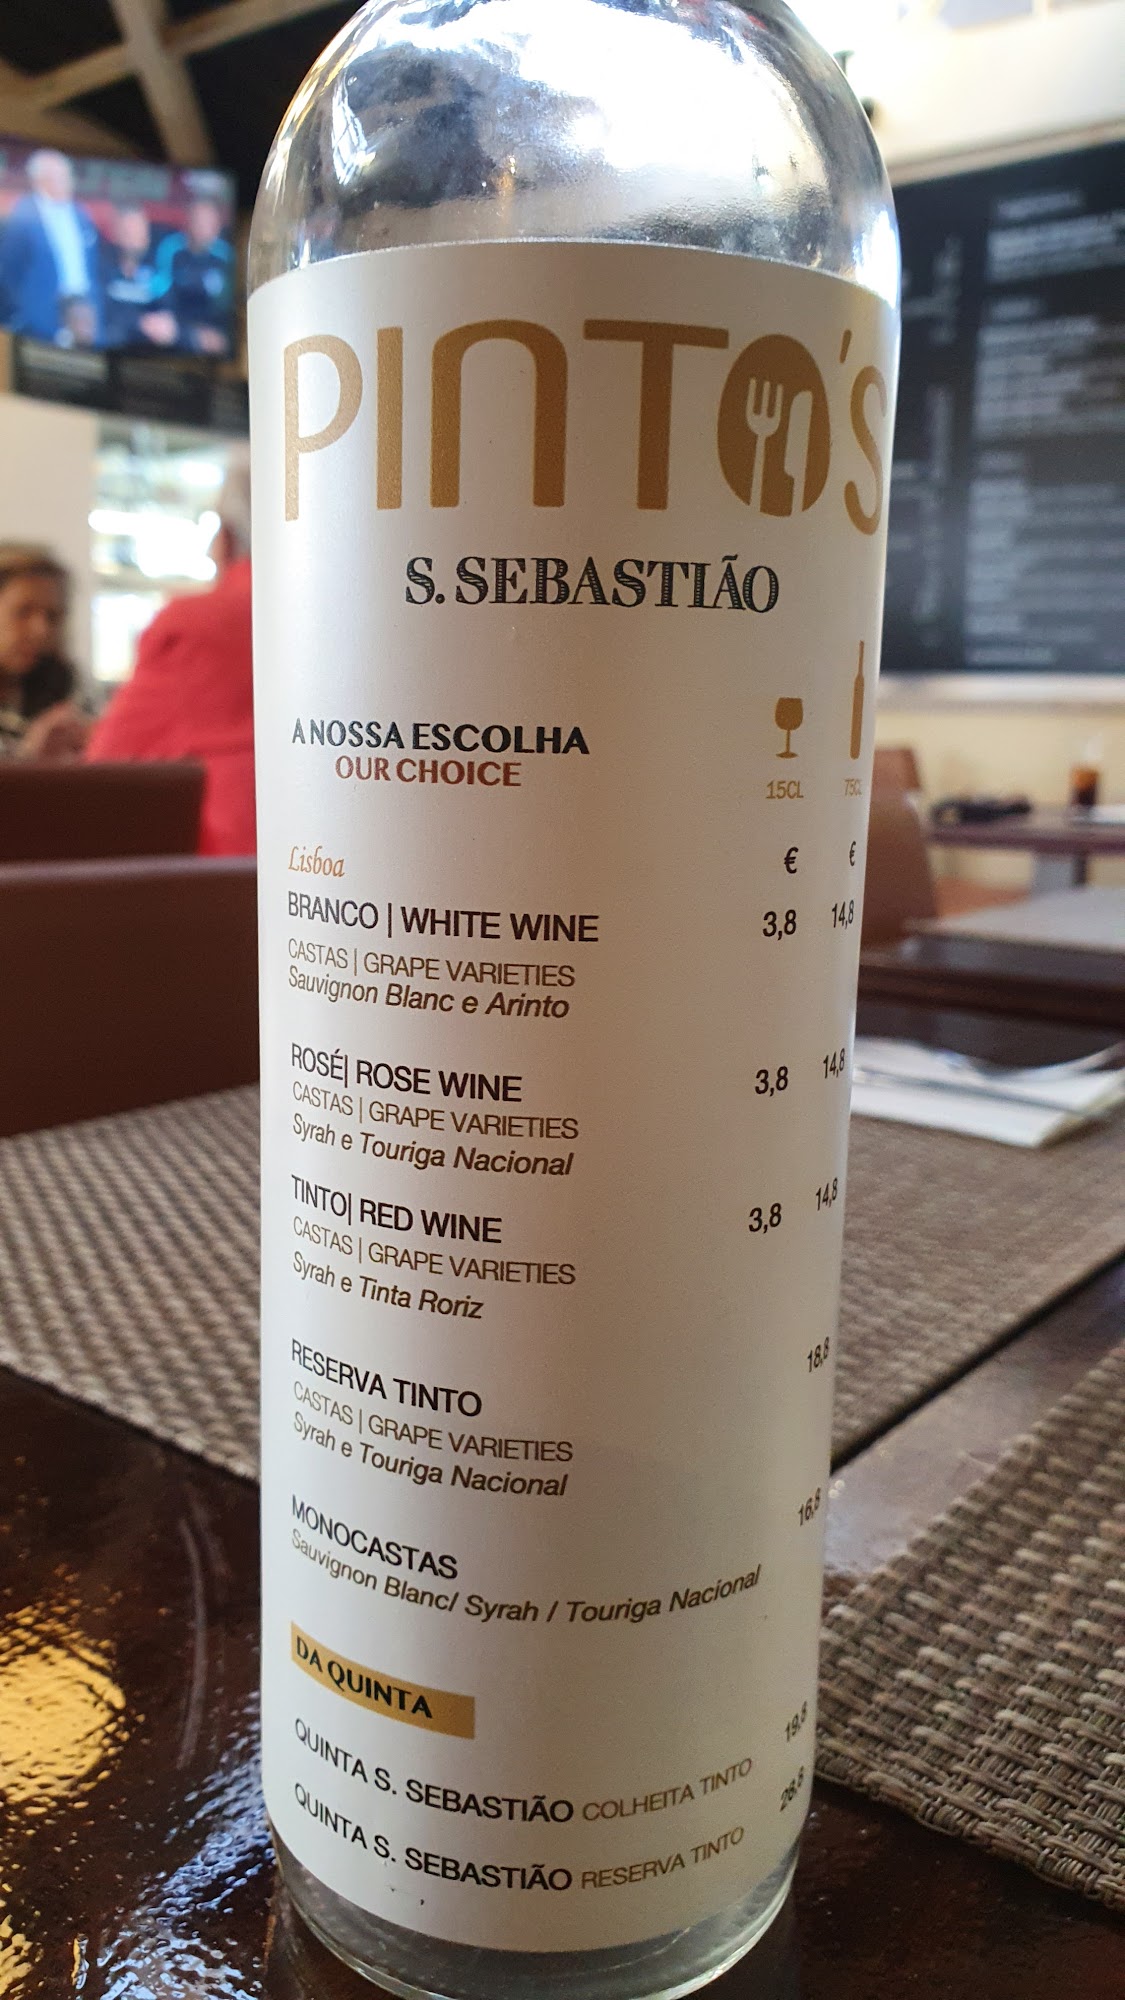 PINTO'S
S. SEBASTIÃO
A NOSSA ESCOLHA
OUR CHOICE
15CL 75CL
Lisboa € €
BRANCO | WHITE WINE 3,8 14,8
CASTAS | GRAPE VARIETIES
Sauvignon Blanc e Arinto
ROSÉ| ROSE WINE 3,8 14,8
CASTAS | GRAPE VARIETIES
Syrah e Touriga Nacional
TINTO| RED WINE 3,8 14,8
CASTAS | GRAPE VARIETIES
Syrah e Tinta Roriz
RESERVA TINTO 18,8
CASTAS | GRAPE VARIETIES
Syrah e Touriga Nacional
MONOCASTAS 16,8
Sauvignon Blanc/ Syrah / Touriga Nacional
DA QUINTA
QUINTA S. SEBASTIÃO COLHEITA TINTO 19,8
QUINTA S. SEBASTIÃO RESERVA TINTO 26,8